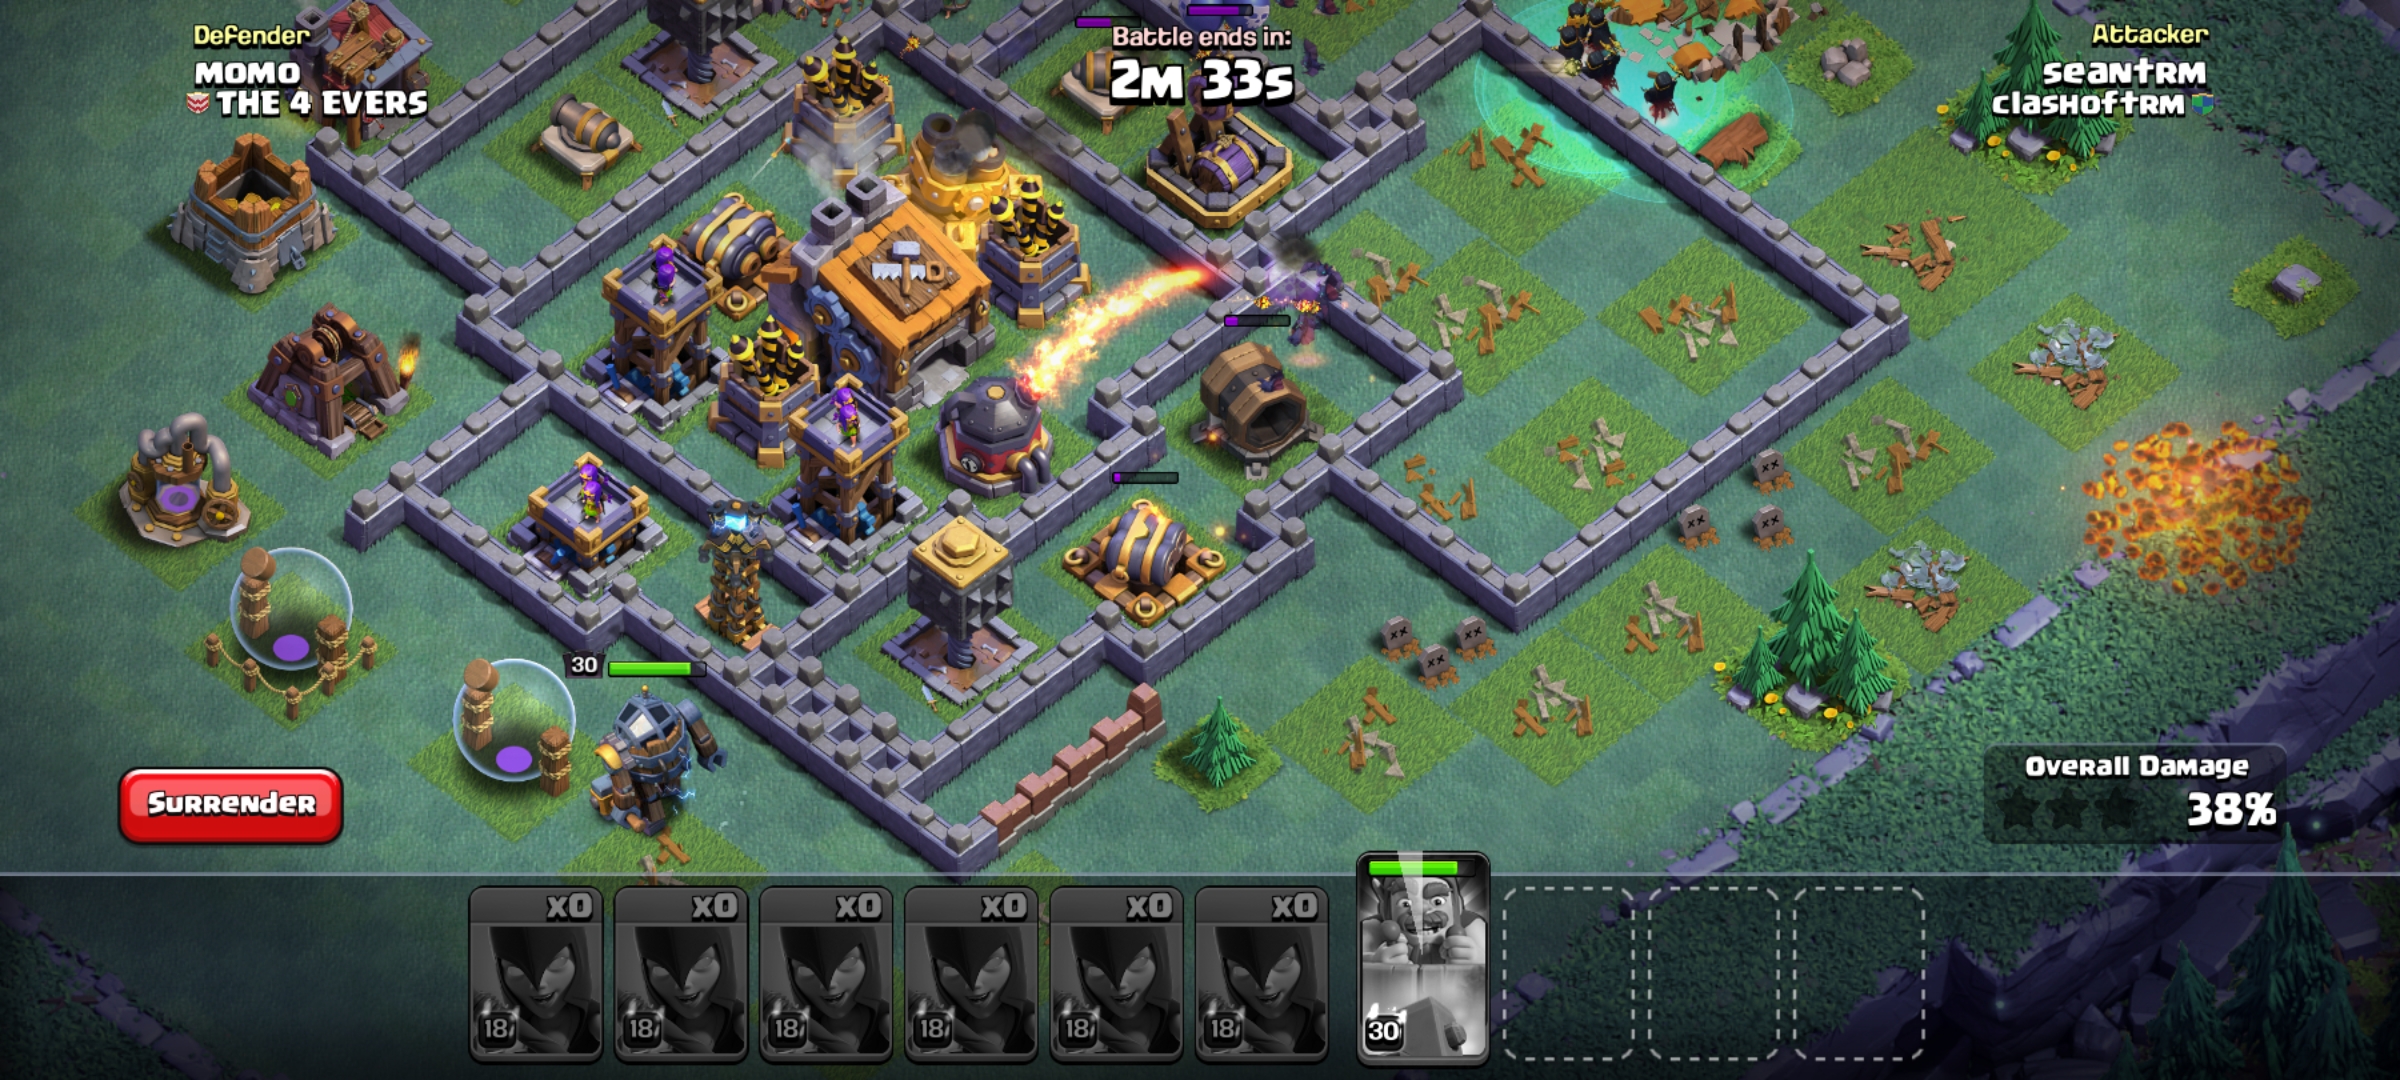 Defender
MOMO
THE 4 EVERS
Battle ends in:
2M 33s
Attacker
seantRM
clashoftRM
30
Surrender
Overall Damage
38%
x0
x0
x0
x0
x0
x0
18
18
18
18
18
18
30